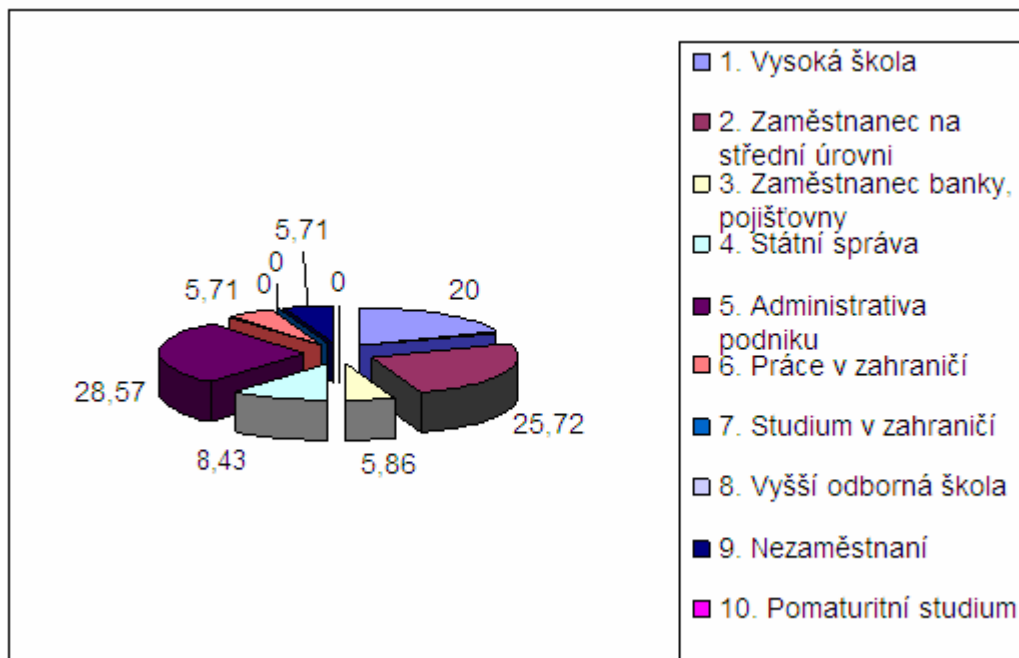 5,71
0
0
0
5,71
20
28,57
25,72
8,43
5,86
1. Vysoká škola
2. Zaměstnanec na
střední úrovni
3. Zaměstnanec banky,
pojišťovny
4. Státní správa
5. Administrativa
podniku
6. Práce v zahraničí
7. Studium v zahraničí
8. Vyšší odborná škola
9. Nezaměstnaní
10. Pomaturitní studium